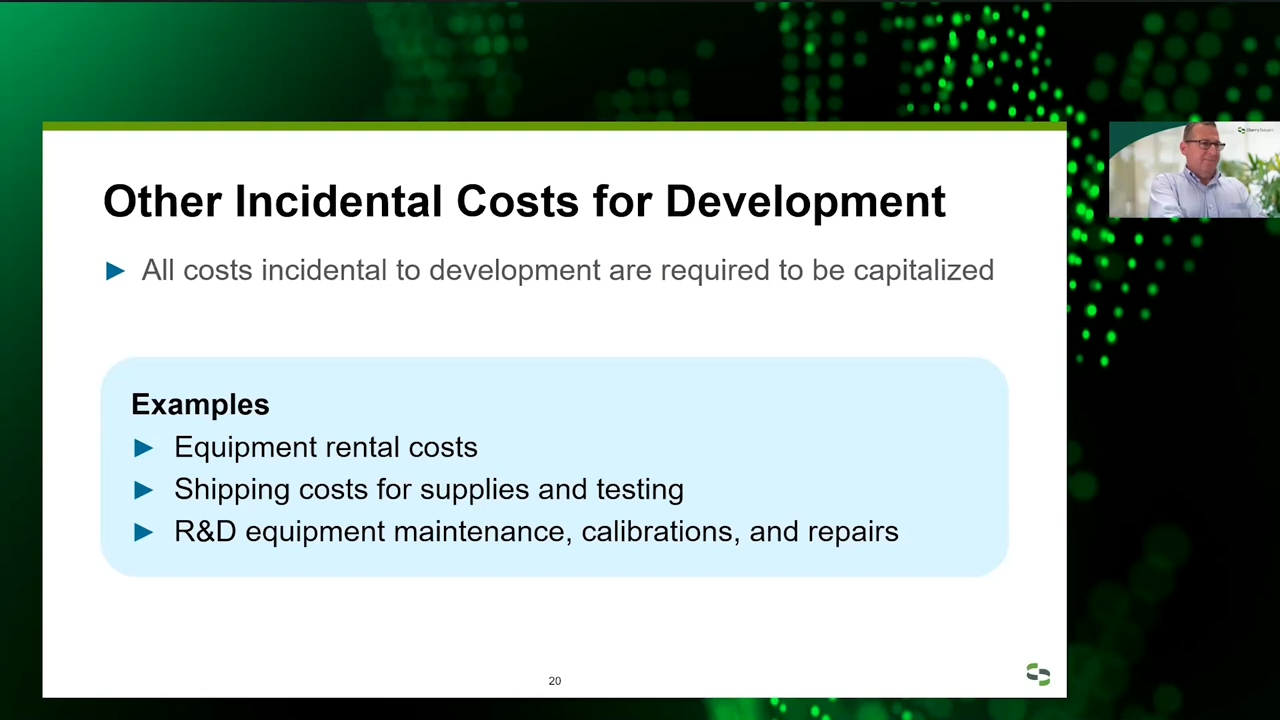 Other Incidental Costs for Development
All costs incidental to development are required to be capitalized
Examples
Equipment rental costs
Shipping costs for supplies and testing
R&D equipment maintenance, calibrations, and repairs
20